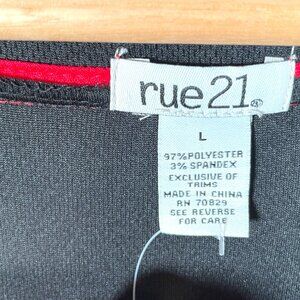 rue21
L
97%POLYESTER
3% SPANDEX
EXCLUSIVE OF
TRIMS
MADE IN CHINA
RN 70829
SEE REVERSE
FOR CARE